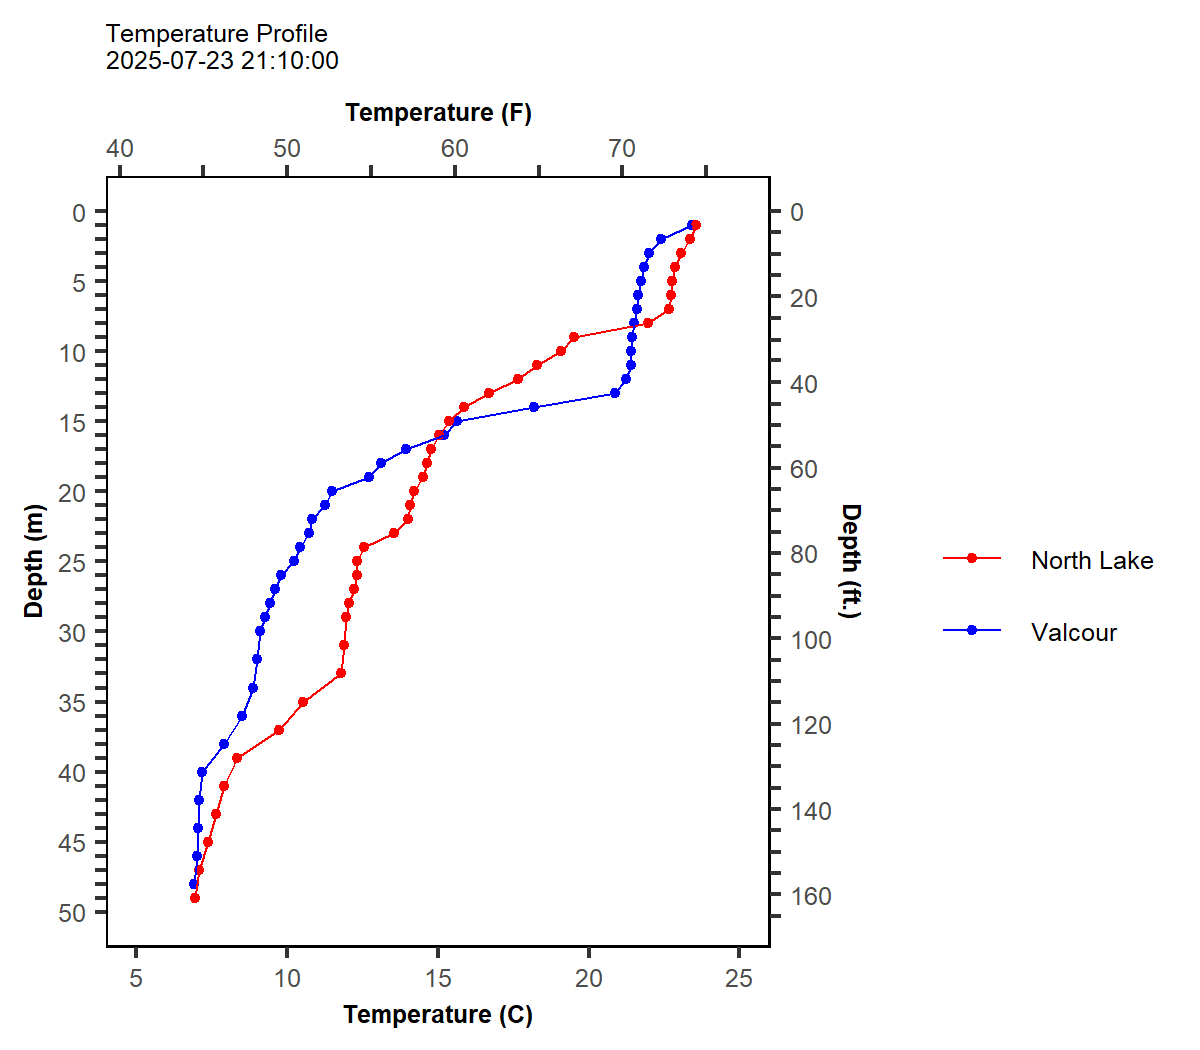 Temperature Profile
2025-07-23 21:10:00
Temperature (F)
40 50 60 70
0
5
10
15
20
25
30
35
40
45
50
Depth (m)
0
20
40
60
80
100
120
140
160
Depth (ft.)
North Lake
Valcour
5 10 15 20 25
Temperature (C)